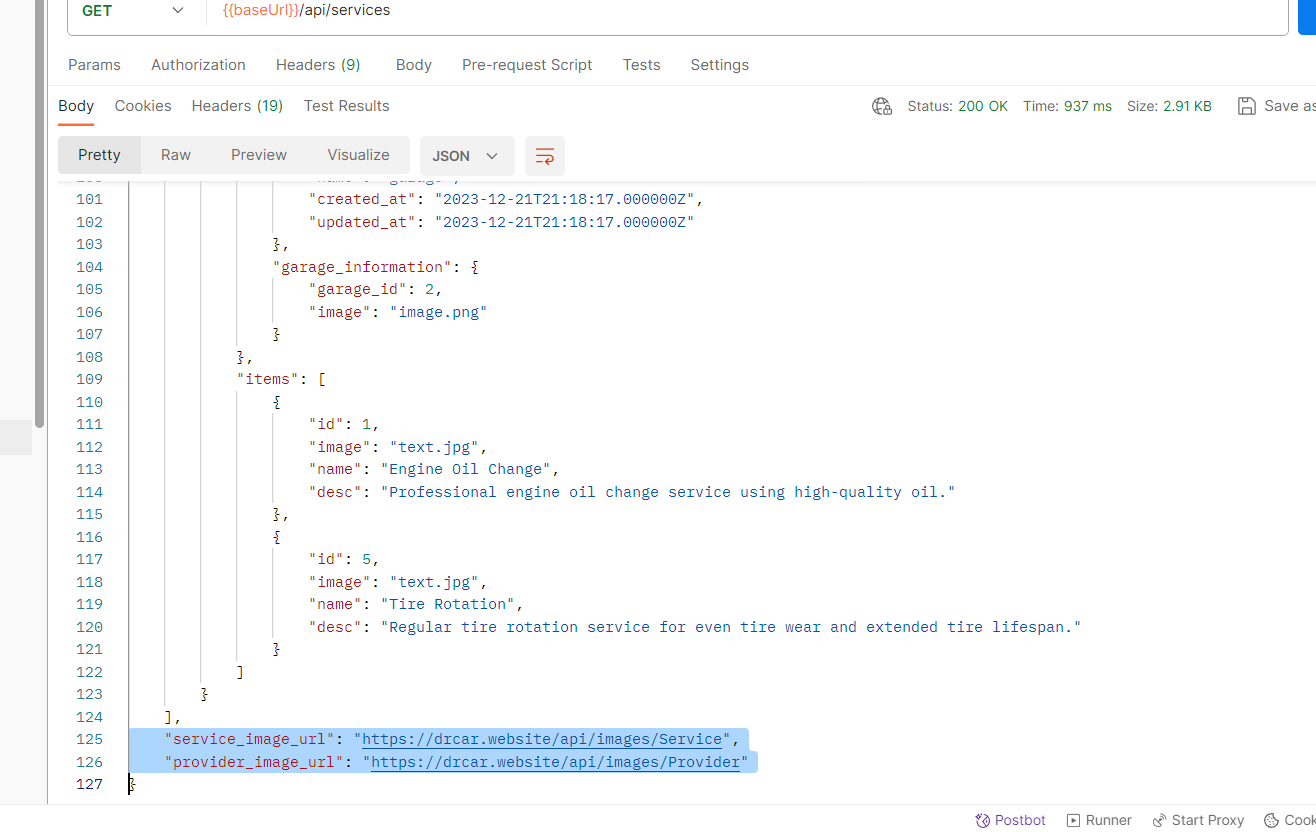 GET {{baseUrl}}/api/services
Params Authorization Headers (9) Body Pre-request Script Tests Settings
Body Cookies Headers (19) Test Results Status: 200 OK Time: 937 ms Size: 2.91 KB Save as
Pretty Raw Preview Visualize JSON
101 "created_at": "2023-12-21T21:18:17.000000Z",
102 "updated_at": "2023-12-21T21:18:17.000000Z"
103 },
104 "garage_information": {
105 "garage_id": 2,
106 "image": "image.png"
107 }
108 },
109 "items": [
110 {
111 "id": 1,
112 "image": "text.jpg",
113 "name": "Engine Oil Change",
114 "desc": "Professional engine oil change service using high-quality oil."
115 },
116 {
117 "id": 5,
118 "image": "text.jpg",
119 "name": "Tire Rotation",
120 "desc": "Regular tire rotation service for even tire wear and extended tire lifespan."
121 }
122 ]
123 }
124 ],
125 "service_image_url": "https://drcar.website/api/images/Service",
126 "provider_image_url": "https://drcar.website/api/images/Provider"
127 }
Postbot Runner Start Proxy Cook